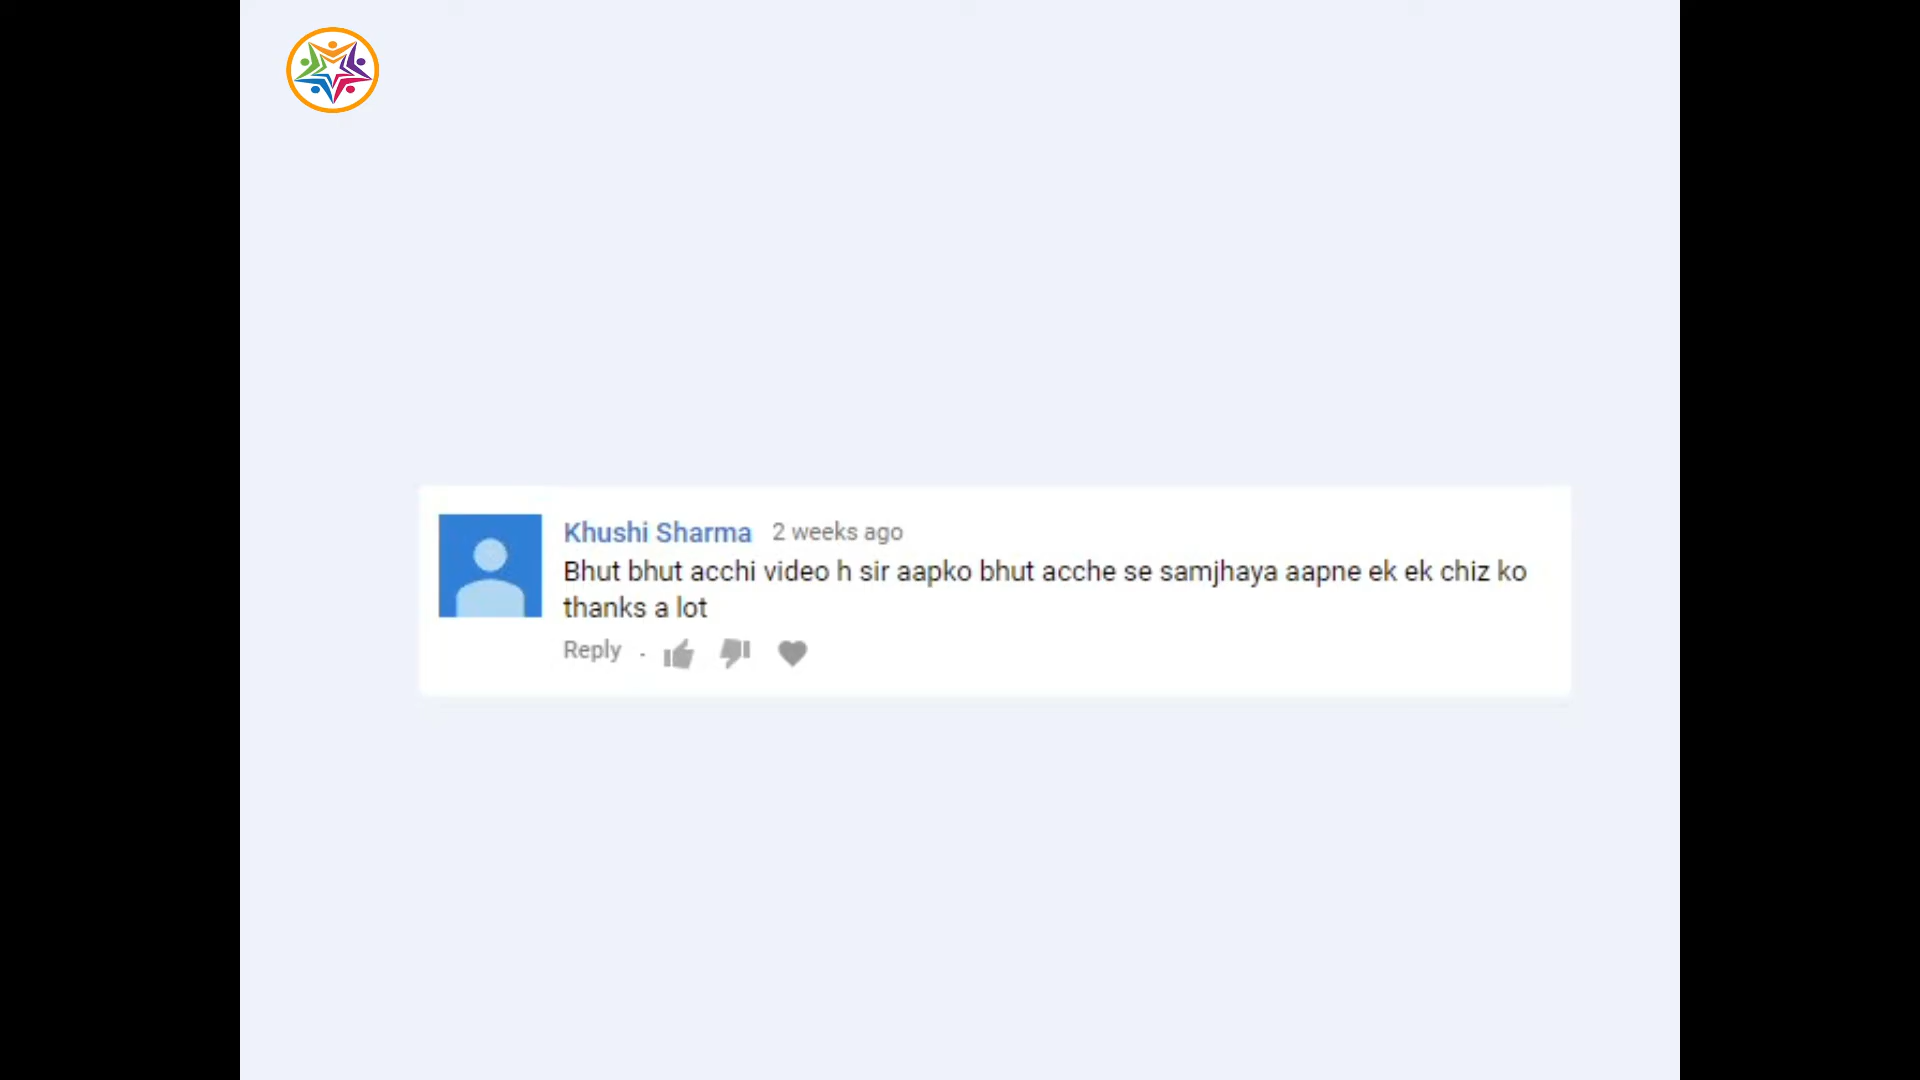 Khushi Sharma 2 weeks ago
Bhut bhut acchi video h sir aapko bhut acche se samjhaya aapne ek ek chiz ko
thanks a lot
Reply